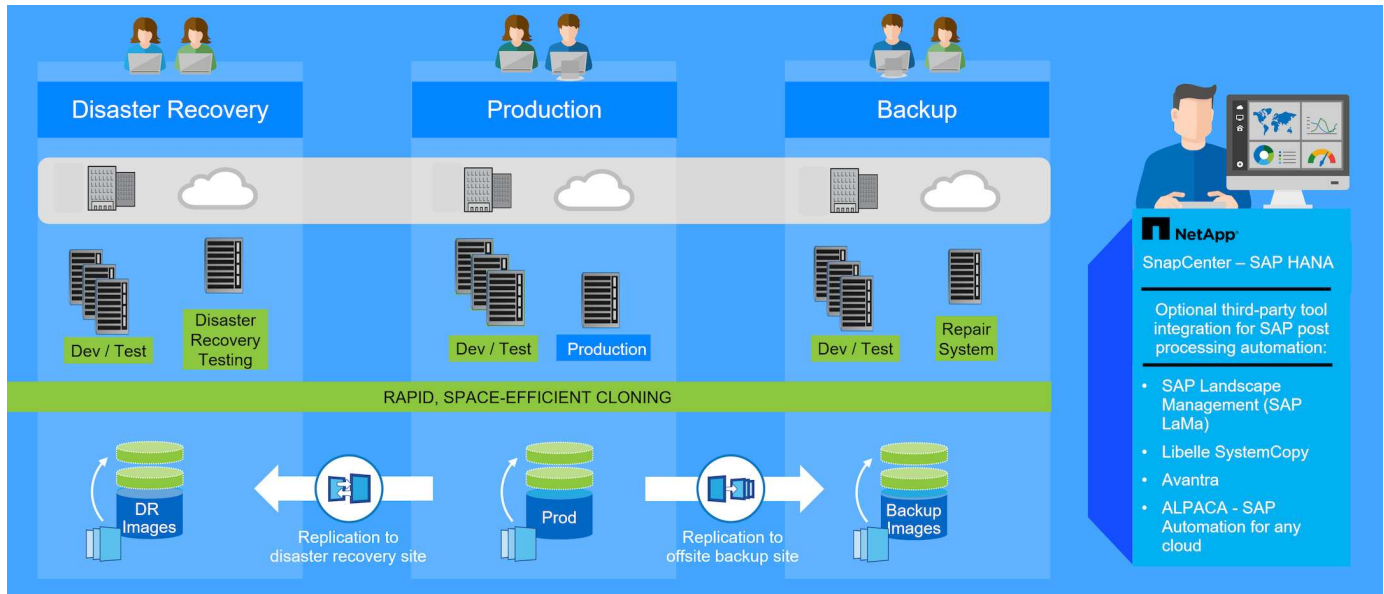 Disaster Recovery
Production
Backup
Dev / Test
Disaster
Recovery
Testing
Dev / Test
Production
Dev / Test
Repair
System
RAPID, SPACE-EFFICIENT CLONING
DR
Images
Replication to
disaster recovery site
Prod
Replication to
offsite backup site
Backup
Images
NetApp
SnapCenter – SAP HANA
Optional third-party tool
integration for SAP post
processing automation:
• SAP Landscape
Management (SAP
LaMa)
• Libelle SystemCopy
• Avantra
• ALPACA - SAP
Automation for any
cloud